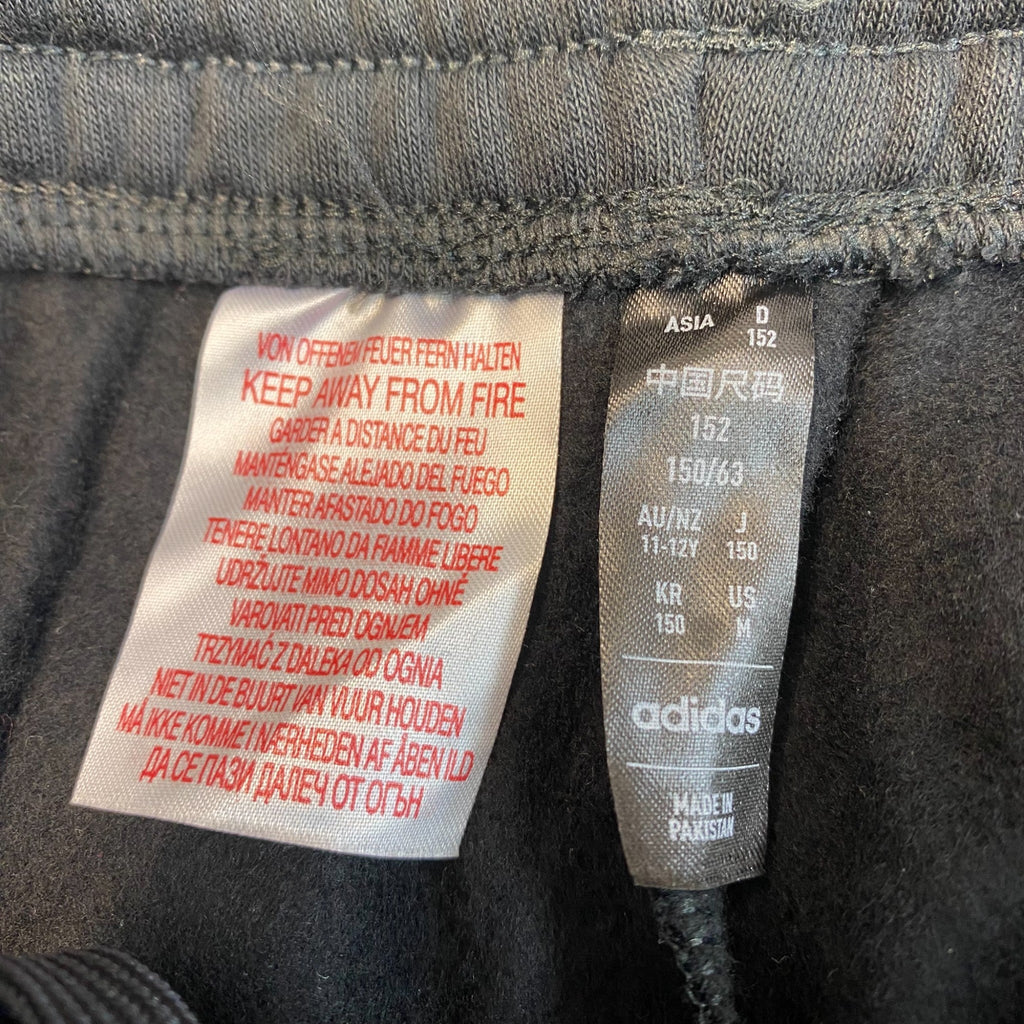 VON OFFENEM FEUER FERN HALTEN
KEEP AWAY FROM FIRE
GARDER A DISTANCE DU FEU
MANTÉNGASE ALEJADO DEL FUEGO
MANTER AFASTADO DO FOGO
TENERE LONTANO DA FIAMME LIBERE
UDRŽUJTE MIMO DOSAH OHNĚ
VAROVATI PRED OGNJEM
TRZYMAĆ Z DALEKA OD OGNIA
NIET IN DE BUURT VAN VUUR HOUDEN
MÅ IKKE KOMME I NÆRHEDEN AF ÅBEN ILD
ДА СЕ ПАЗИ ДАЛЕЧ ОТ ОГЪН
ASIA D
152
中国尺码
152
150/63
AU/NZ J
11-12Y 150
KR US
150 M
adidas
MADE IN
PAKISTAN